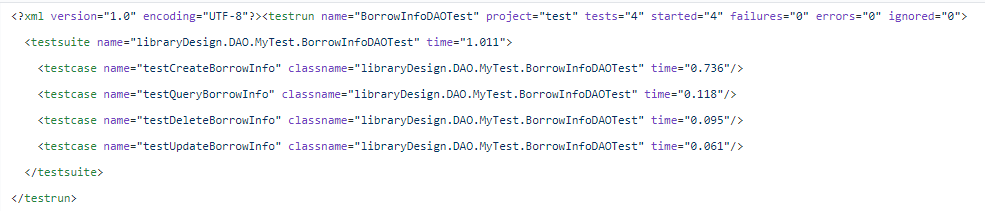 <?xml version="1.0" encoding="UTF-8"?><testrun name="BorrowInfoDAOTest" project="test" tests="4" started="4" failures="0" errors="0" ignored="0">
<testsuite name="libraryDesign.DAO.MyTest.BorrowInfoDAOTest" time="1.011">
<testcase name="testCreateBorrowInfo" classname="libraryDesign.DAO.MyTest.BorrowInfoDAOTest" time="0.736"/>
<testcase name="testQueryBorrowInfo" classname="libraryDesign.DAO.MyTest.BorrowInfoDAOTest" time="0.118"/>
<testcase name="testDeleteBorrowInfo" classname="libraryDesign.DAO.MyTest.BorrowInfoDAOTest" time="0.095"/>
<testcase name="testUpdateBorrowInfo" classname="libraryDesign.DAO.MyTest.BorrowInfoDAOTest" time="0.061"/>
</testsuite>
</testrun>